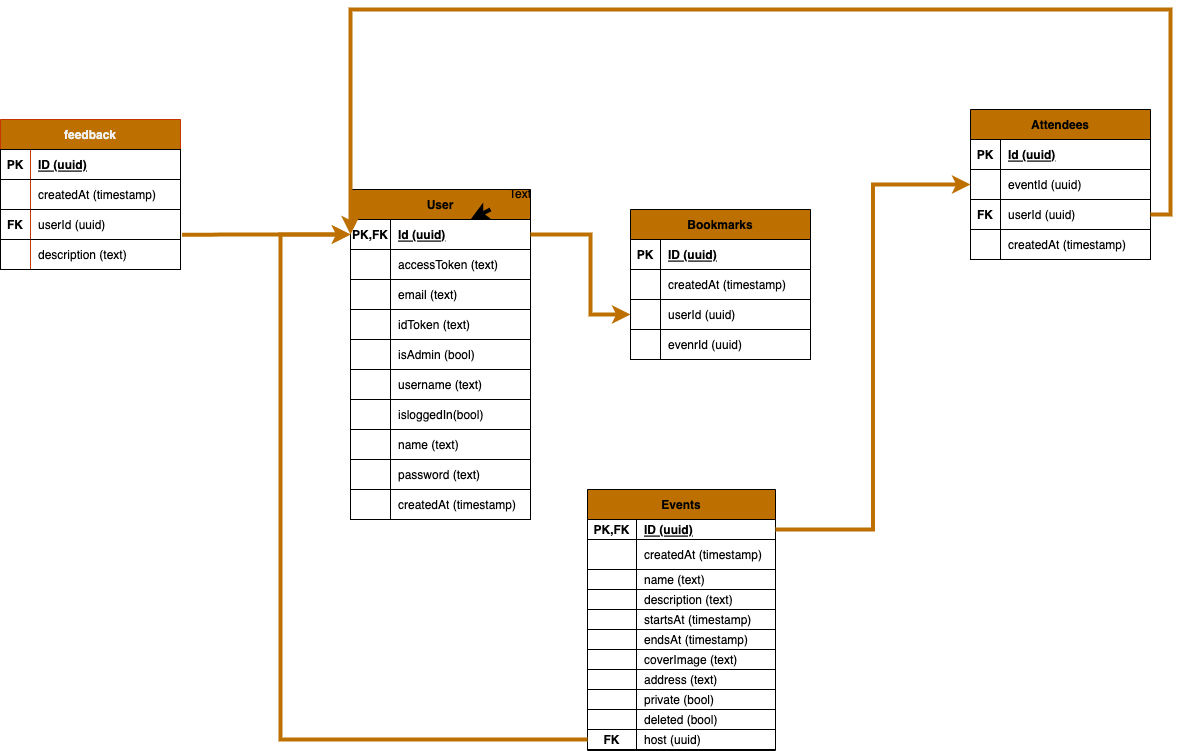 feedback
PK ID (uuid)
createdAt (timestamp)
FK userId (uuid)
description (text)
User
Text
PK,FK Id (uuid)
accessToken (text)
email (text)
idToken (text)
isAdmin (bool)
username (text)
isloggedIn(bool)
name (text)
password (text)
createdAt (timestamp)
Bookmarks
PK ID (uuid)
createdAt (timestamp)
userId (uuid)
evenrId (uuid)
Attendees
PK Id (uuid)
eventId (uuid)
FK userId (uuid)
createdAt (timestamp)
Events
PK,FK ID (uuid)
createdAt (timestamp)
name (text)
description (text)
startsAt (timestamp)
endsAt (timestamp)
coverImage (text)
address (text)
private (bool)
deleted (bool)
FK host (uuid)